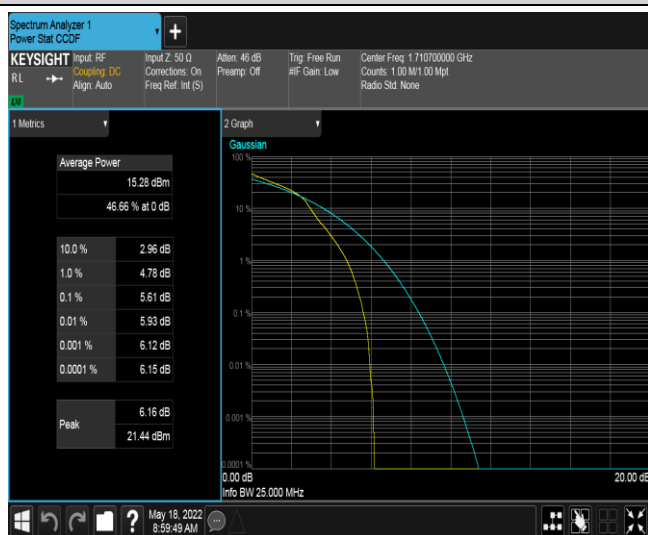 Spectrum Analyzer 1
Power Stat CCDF
KEYSIGHT
RL
Input: RF
Coupling: DC
Align: Auto
Input Z: 50 Ω
Corrections: On
Freq Ref: Int (S)
Atten: 46 dB
Preamp: Off
Trig: Free Run
#IF Gain: Low
Center Freq: 1.710700000 GHz
Counts: 1.00 M/1.00 Mpt
Radio Std: None
1 Metrics
Average Power
15.28 dBm
46.66 % at 0 dB
10.0 % 2.96 dB
1.0 % 4.78 dB
0.1 % 5.61 dB
0.01 % 5.93 dB
0.001 % 6.12 dB
0.0001 % 6.15 dB
Peak
6.16 dB
21.44 dBm
2 Graph
Gaussian
100 %
10 %
1 %
0.1 %
0.01 %
0.001 %
0.0001 %
0.00 dB 20.00 dB
Info BW 25.000 MHz
?
May 18, 2022
8:59:49 AM